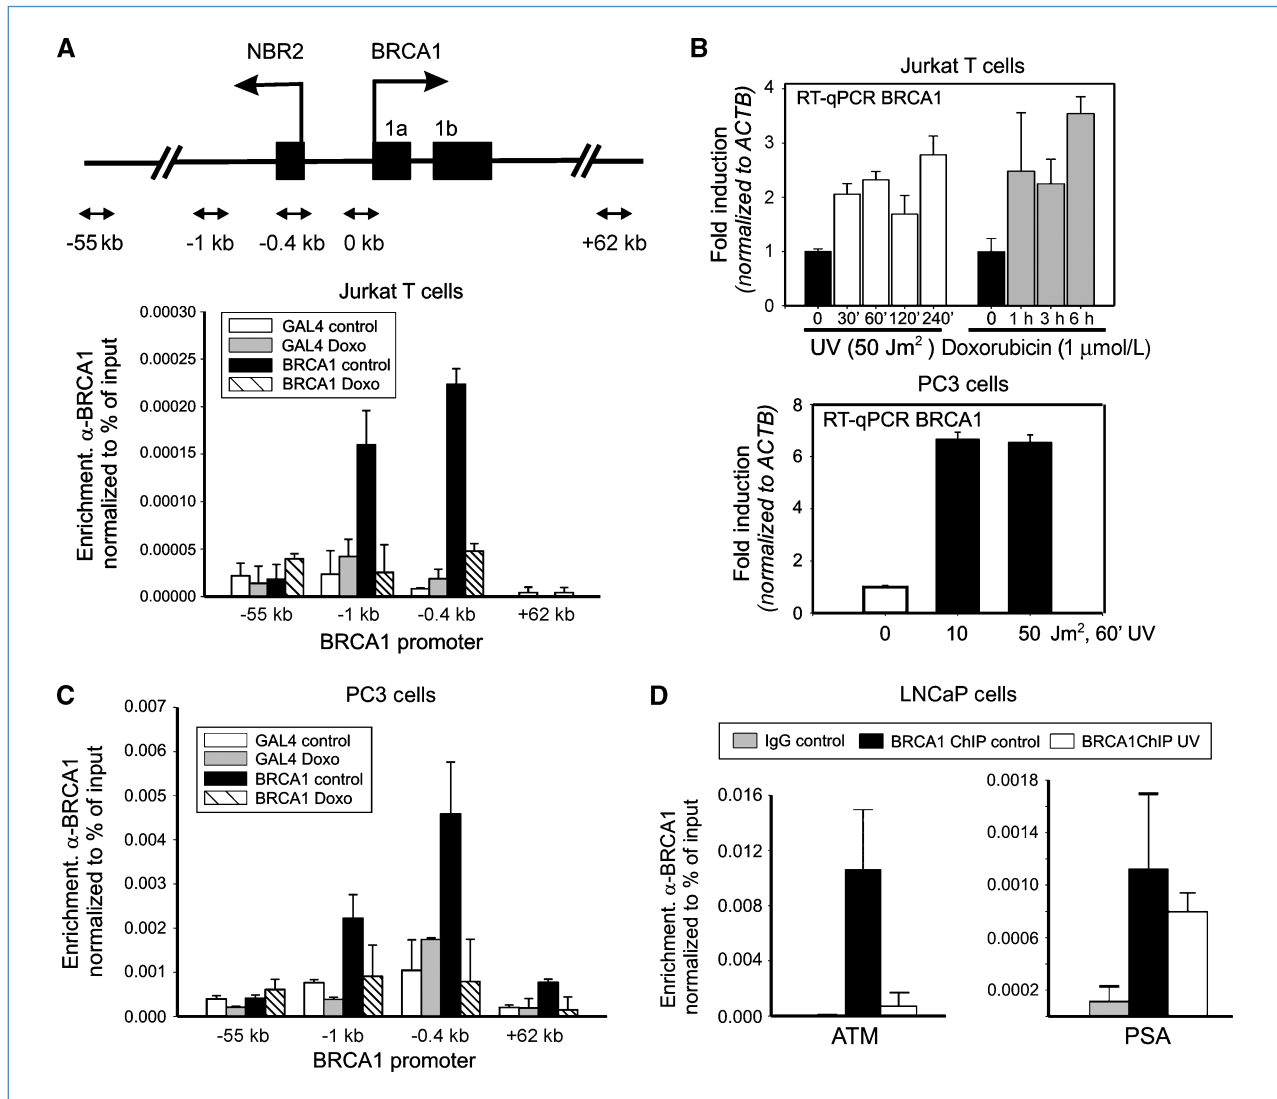 A
NBR2
BRCA1
1a
1b
-55 kb
-1 kb
-0.4 kb
0 kb
+62 kb
Jurkat T cells
Enrichment. α-BRCA1
normalized to % of input
0.00030
0.00025
0.00020
0.00015
0.00010
0.00005
0.00000
GAL4 control
GAL4 Doxo
BRCA1 control
BRCA1 Doxo
-55 kb
-1 kb
-0.4 kb
+62 kb
BRCA1 promoter
B
Jurkat T cells
RT-qPCR BRCA1
Fold induction
(normalized to ACTB)
4
3
2
1
0
0 30' 60' 120' 240'
0 1 h 3 h 6 h
UV (50 Jm2 ) Doxorubicin (1 μmol/L)
PC3 cells
RT-qPCR BRCA1
Fold induction
(normalized to ACTB)
8
6
4
2
0
0 10 50 Jm2, 60' UV
C
PC3 cells
Enrichment. α-BRCA1
normalized to % of input
0.007
0.006
0.005
0.004
0.003
0.002
0.001
0.000
GAL4 control
GAL4 Doxo
BRCA1 control
BRCA1 Doxo
-55 kb
-1 kb
-0.4 kb
+62 kb
BRCA1 promoter
D
LNCaP cells
IgG control
BRCA1 ChIP control
BRCA1ChIP UV
Enrichment. α-BRCA1
normalized to % of input
0.016
0.012
0.008
0.004
0.000
ATM
0.0018
0.0014
0.0010
0.0006
0.0002
PSA